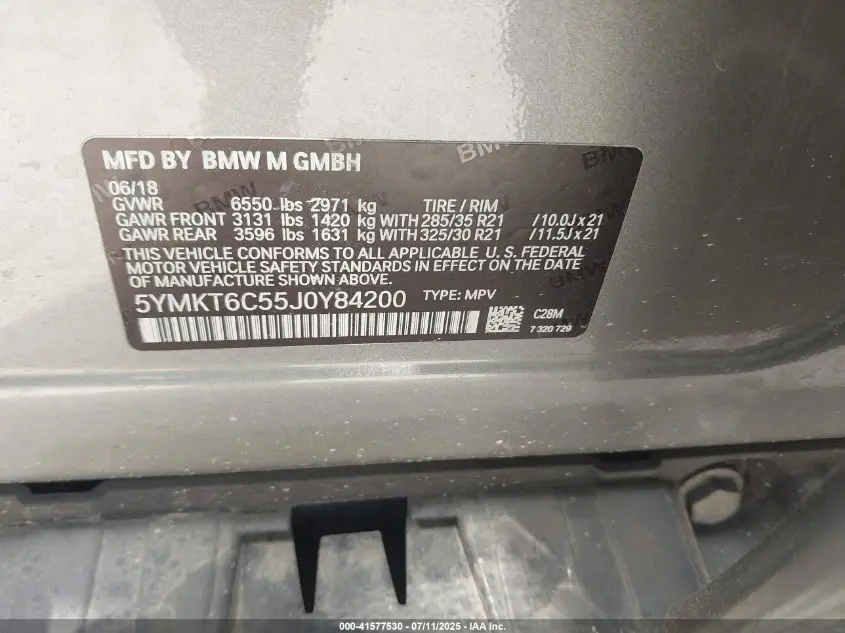 MFD BY BMW M GMBH
06/18
GVWR 6550 lbs 2971 kg TIRE / RIM
GAWR FRONT 3131 lbs 1420 kg WITH 285/35 R21 /10.0J x 21
GAWR REAR 3596 lbs 1631 kg WITH 325/30 R21 /11.5J x 21
THIS VEHICLE CONFORMS TO ALL APPLICABLE U. S. FEDERAL
MOTOR VEHICLE SAFETY STANDARDS IN EFFECT ON THE DATE
OF MANUFACTURE SHOWN ABOVE.
5YMKT6C55J0Y84200 TYPE: MPV
C28M
7 320 729
000-41577530 - 07/11/2025 - IAA Inc.